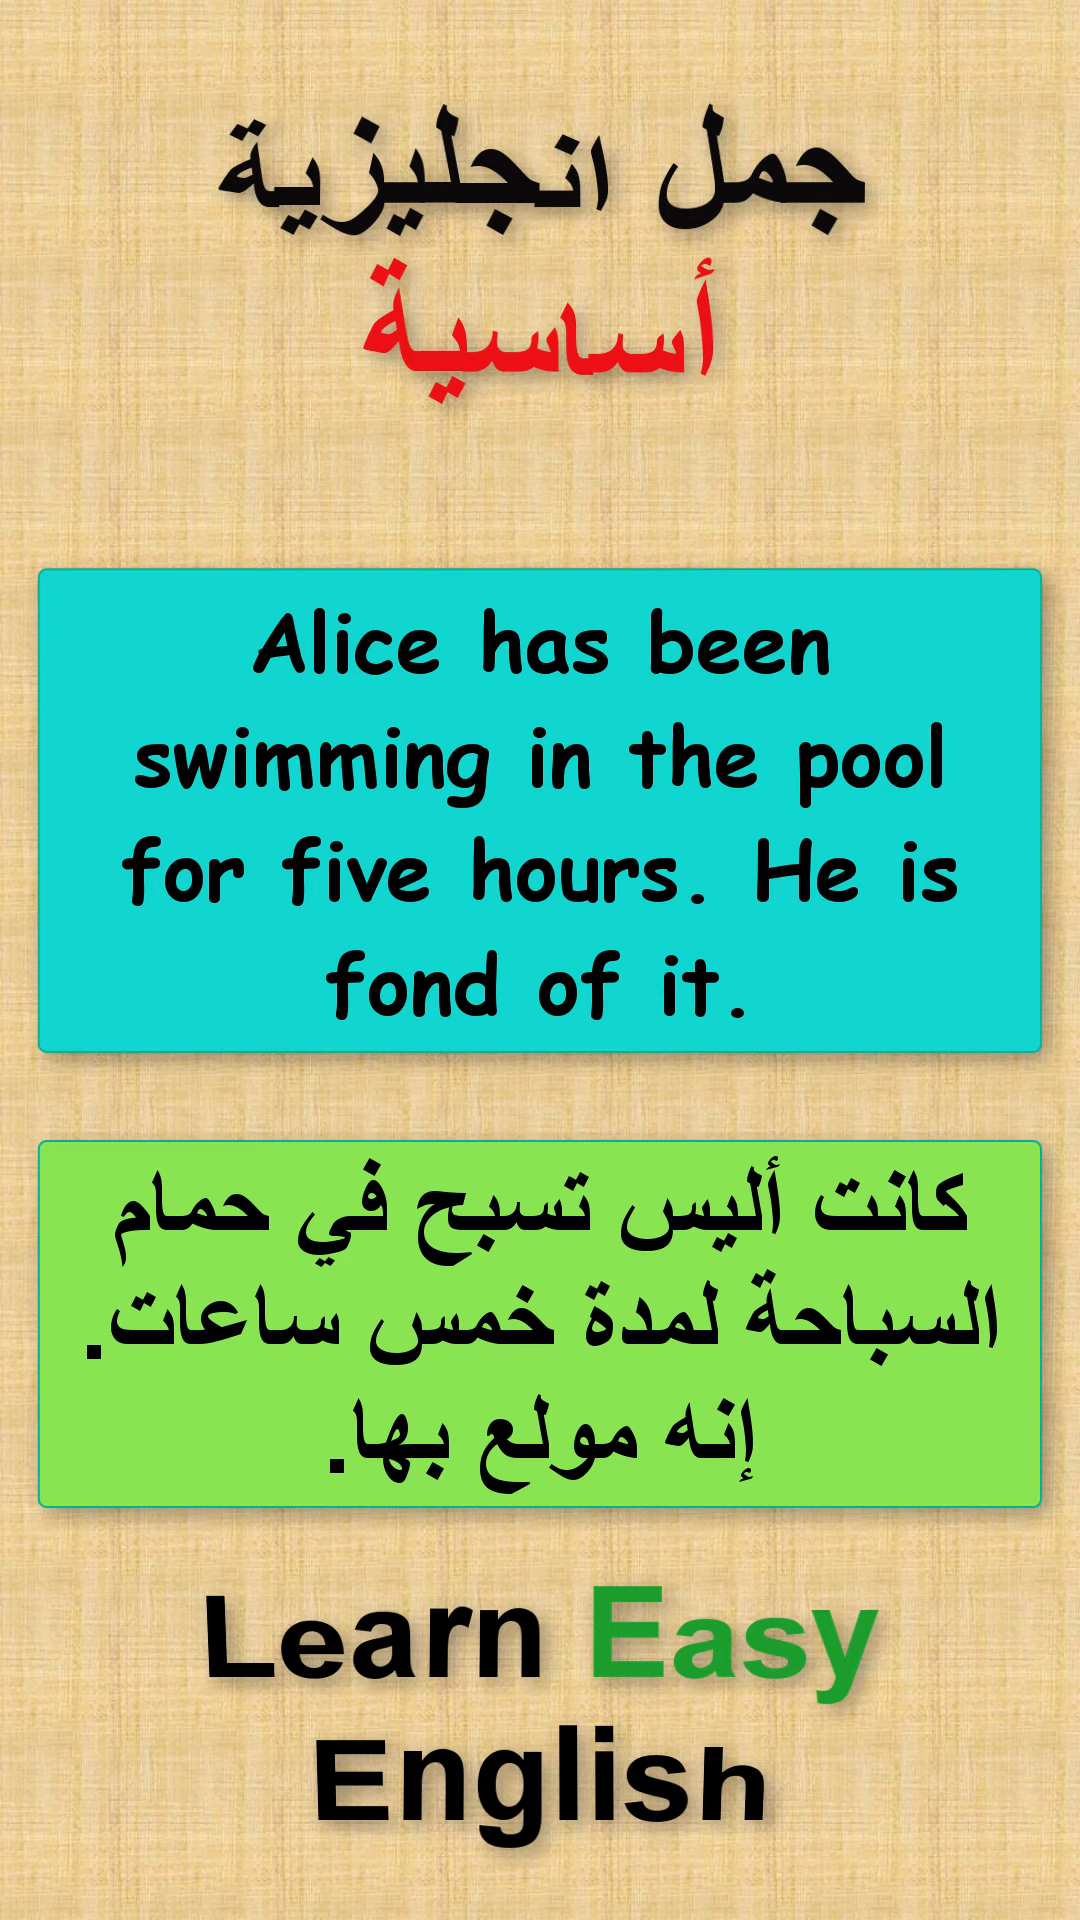 جمل انجليزية
أساسية
Alice has been
swimming in the pool
for five hours. He is
fond of it.
كانت أليس تسبح في حمام
السباحة لمدة خمس ساعات.
إنه مولع بها.
Learn Easy
English